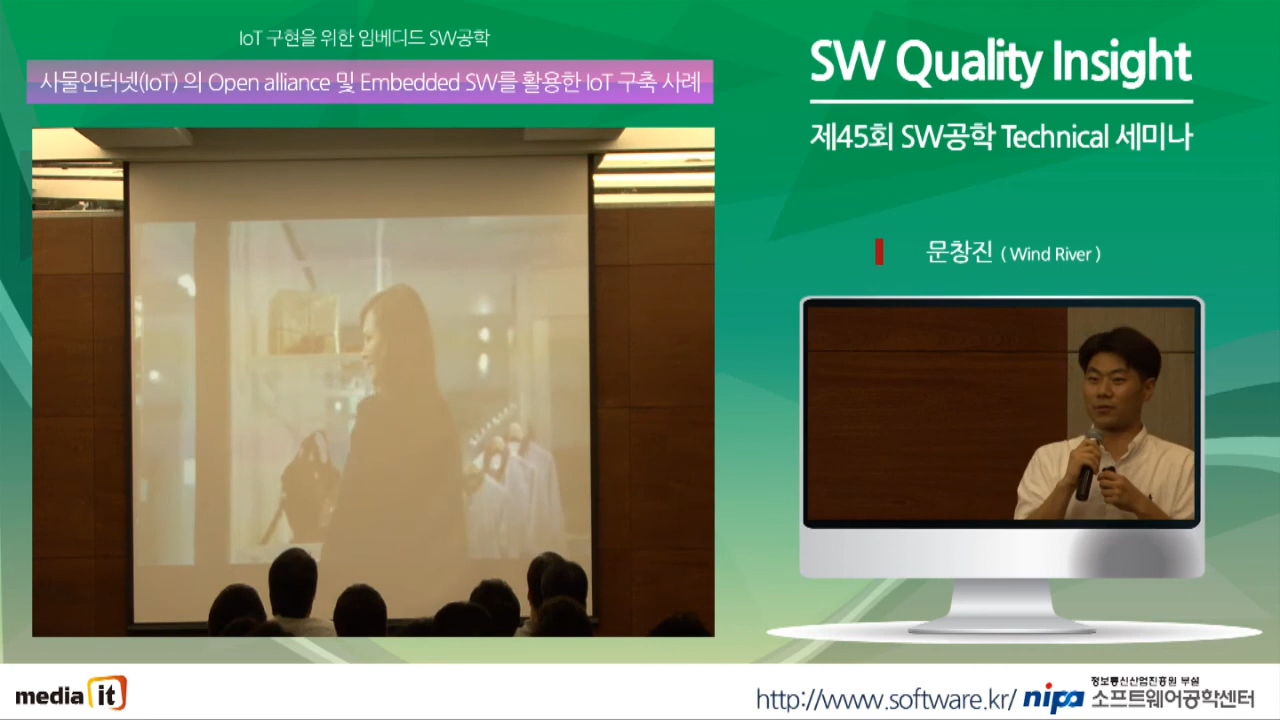 IoT 구현을 위한 임베디드 SW공학
사물인터넷(IoT) 의 Open alliance 및 Embedded SW를 활용한 IoT 구축 사례
SW Quality Insight
제45회 SW공학 Technical 세미나
문창진 ( Wind River )
media it
http://www.software.kr/
nipa
정보통신산업진흥원 부설
소프트웨어공학센터